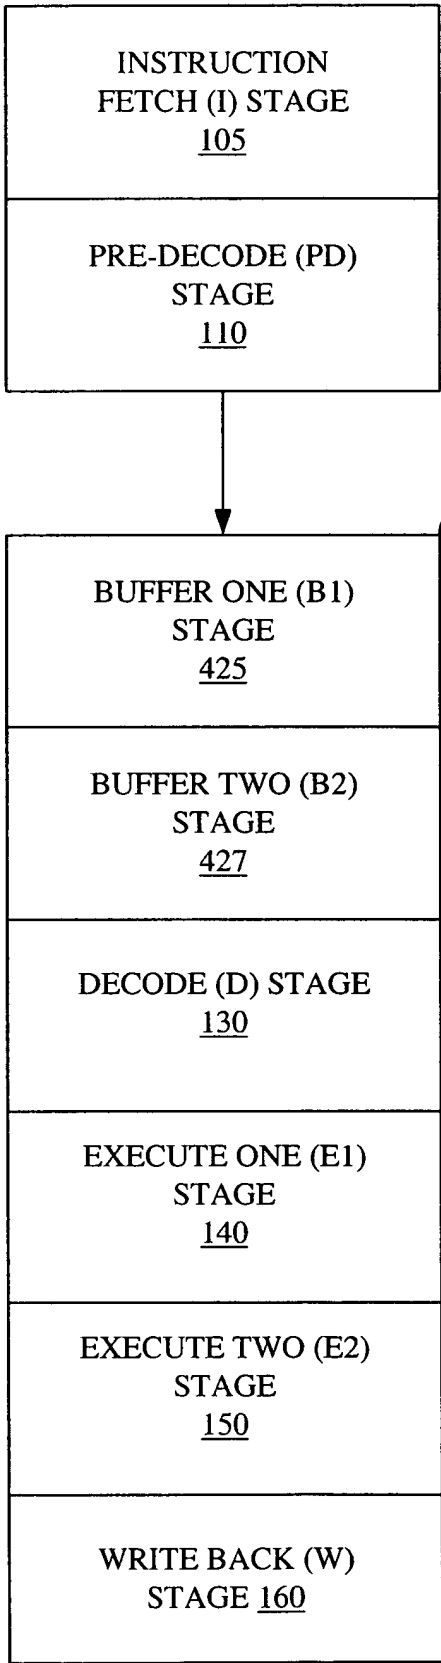 INSTRUCTION
FETCH (I) STAGE
105
PRE-DECODE (PD)
STAGE
110
BUFFER ONE (B1)
STAGE
425
BUFFER TWO (B2)
STAGE
427
DECODE (D) STAGE
130
EXECUTE ONE (E1)
STAGE
140
EXECUTE TWO (E2)
STAGE
150
WRITE BACK (W)
STAGE 160